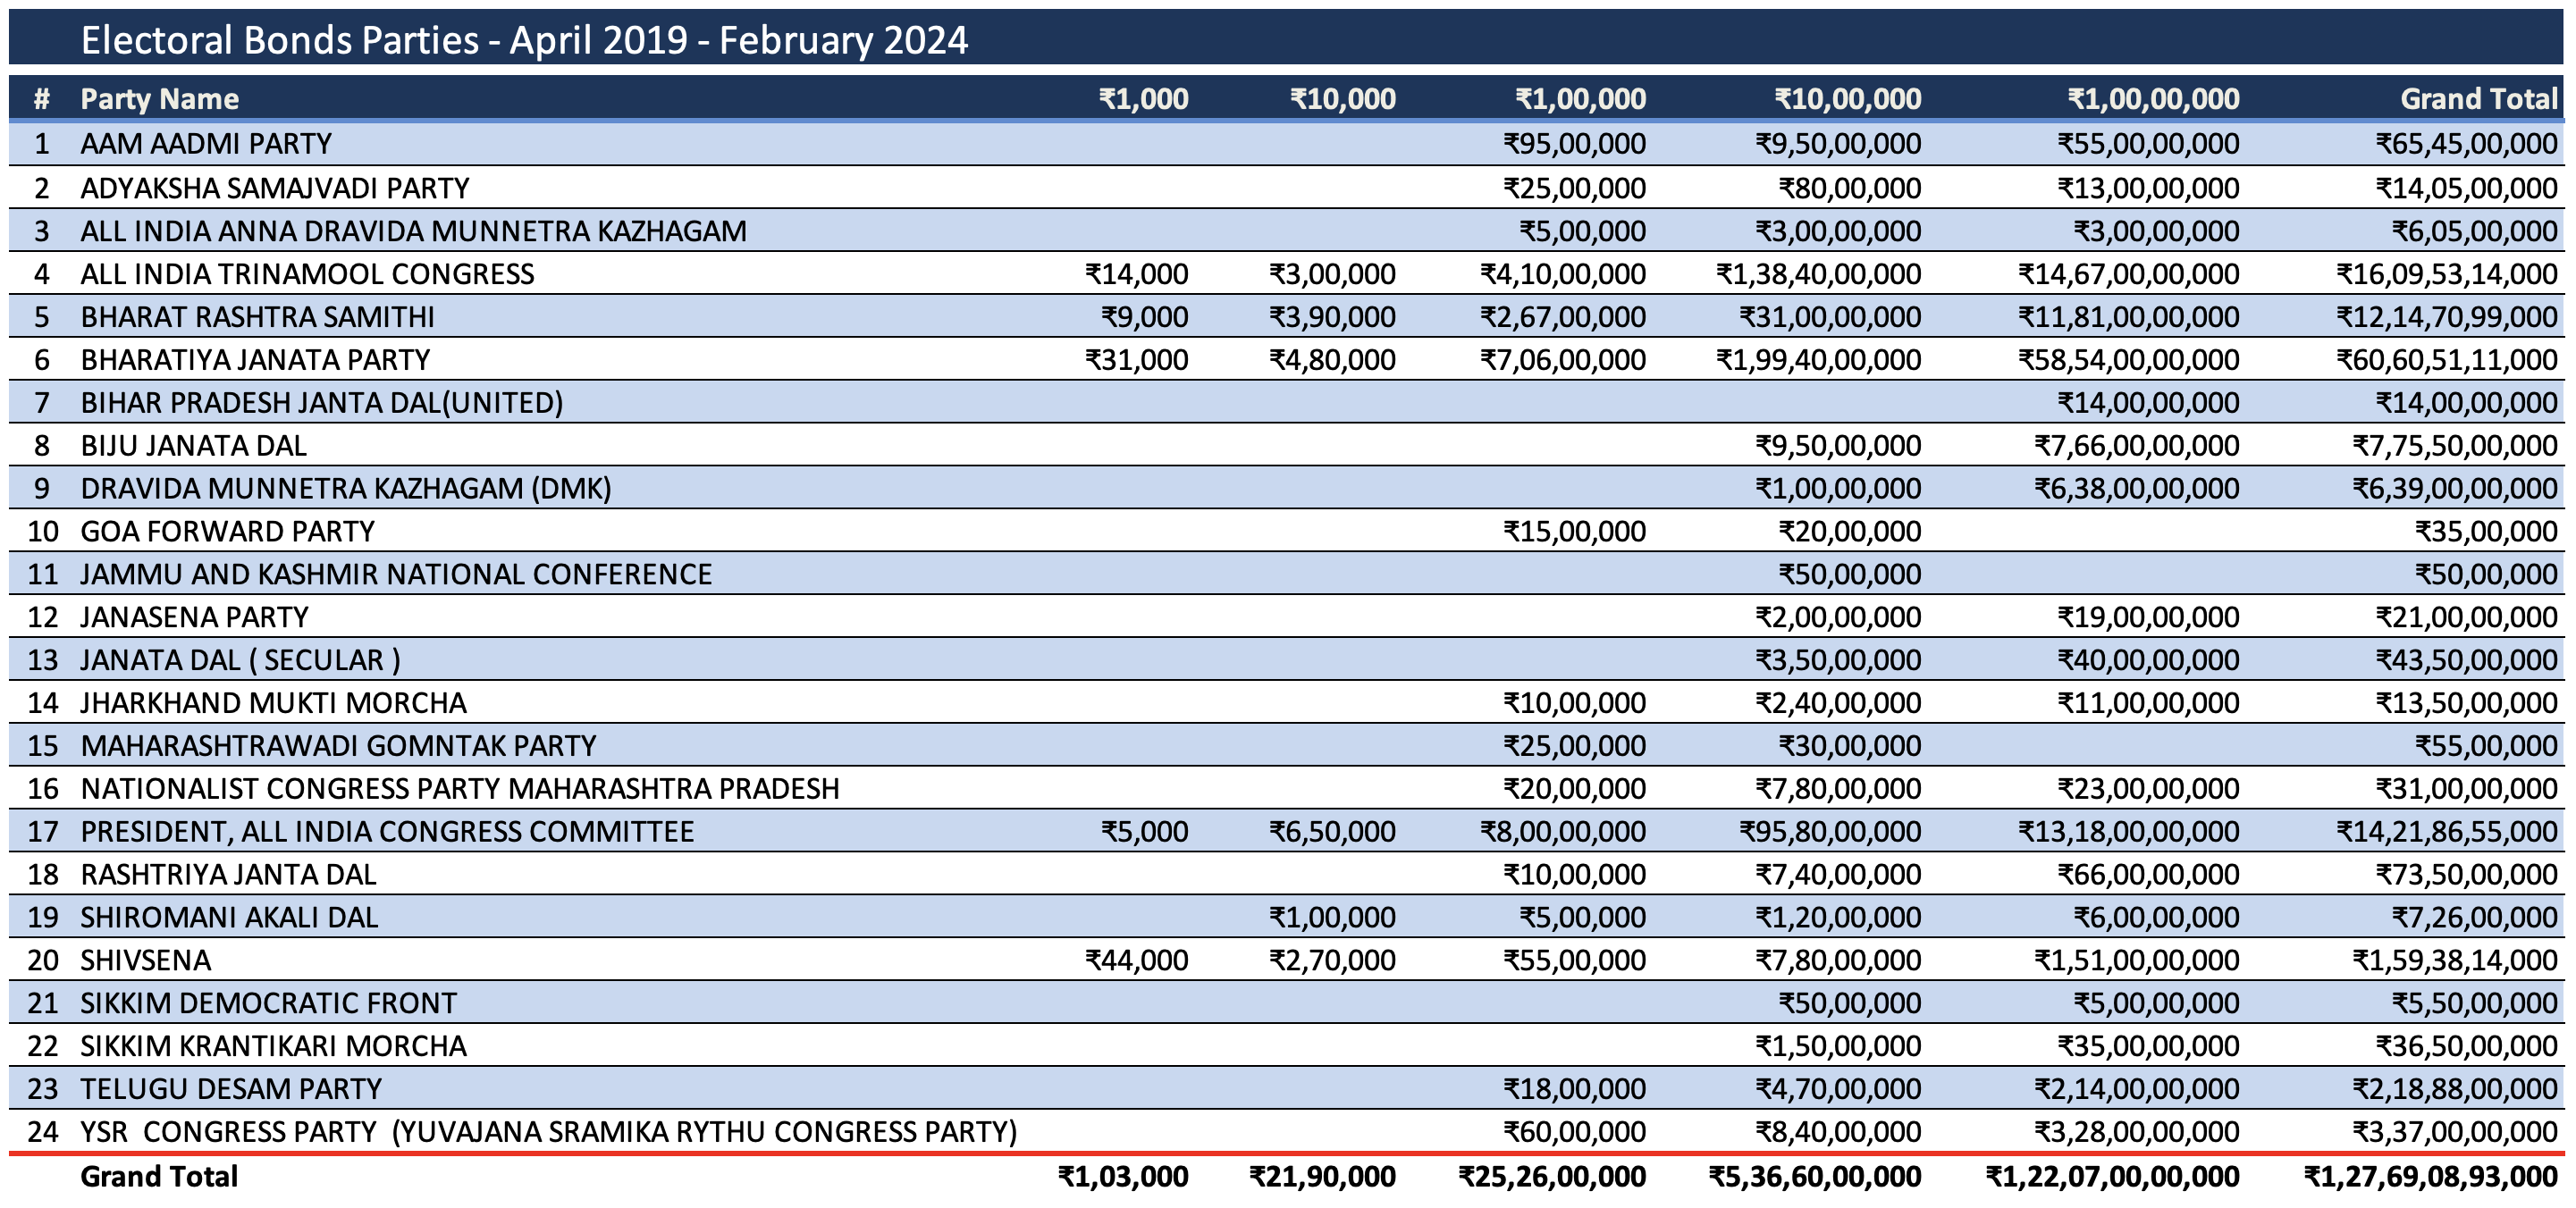 Electoral Bonds Parties - April 2019 - February 2024
# Party Name ₹1,000 ₹10,000 ₹1,00,000 ₹10,00,000 ₹1,00,00,000 Grand Total
1 AAM AADMI PARTY ₹95,00,000 ₹9,50,00,000 ₹55,00,00,000 ₹65,45,00,000
2 ADYAKSHA SAMAJVADI PARTY ₹25,00,000 ₹80,00,000 ₹13,00,00,000 ₹14,05,00,000
3 ALL INDIA ANNA DRAVIDA MUNNETRA KAZHAGAM ₹5,00,000 ₹3,00,00,000 ₹3,00,00,000 ₹6,05,00,000
4 ALL INDIA TRINAMOOL CONGRESS ₹14,000 ₹3,00,000 ₹4,10,00,000 ₹1,38,40,00,000 ₹14,67,00,00,000 ₹16,09,53,14,000
5 BHARAT RASHTRA SAMITHI ₹9,000 ₹3,90,000 ₹2,67,00,000 ₹31,00,00,000 ₹11,81,00,00,000 ₹12,14,70,99,000
6 BHARATIYA JANATA PARTY ₹31,000 ₹4,80,000 ₹7,06,00,000 ₹1,99,40,00,000 ₹58,54,00,00,000 ₹60,60,51,11,000
7 BIHAR PRADESH JANTA DAL(UNITED) ₹14,00,00,000 ₹14,00,00,000
8 BIJU JANATA DAL ₹9,50,00,000 ₹7,66,00,00,000 ₹7,75,50,00,000
9 DRAVIDA MUNNETRA KAZHAGAM (DMK) ₹1,00,00,000 ₹6,38,00,00,000 ₹6,39,00,00,000
10 GOA FORWARD PARTY ₹15,00,000 ₹20,00,000 ₹35,00,000
11 JAMMU AND KASHMIR NATIONAL CONFERENCE ₹50,00,000 ₹50,00,000
12 JANASENA PARTY ₹2,00,00,000 ₹19,00,00,000 ₹21,00,00,000
13 JANATA DAL ( SECULAR ) ₹3,50,00,000 ₹40,00,00,000 ₹43,50,00,000
14 JHARKHAND MUKTI MORCHA ₹10,00,000 ₹2,40,00,000 ₹11,00,00,000 ₹13,50,00,000
15 MAHARASHTRAWADI GOMNTAK PARTY ₹25,00,000 ₹30,00,000 ₹55,00,000
16 NATIONALIST CONGRESS PARTY MAHARASHTRA PRADESH ₹20,00,000 ₹7,80,00,000 ₹23,00,00,000 ₹31,00,00,000
17 PRESIDENT, ALL INDIA CONGRESS COMMITTEE ₹5,000 ₹6,50,000 ₹8,00,00,000 ₹95,80,00,000 ₹13,18,00,00,000 ₹14,21,86,55,000
18 RASHTRIYA JANTA DAL ₹10,00,000 ₹7,40,00,000 ₹66,00,00,000 ₹73,50,00,000
19 SHIROMANI AKALI DAL ₹1,00,000 ₹5,00,000 ₹1,20,00,000 ₹6,00,00,000 ₹7,26,00,000
20 SHIVSENA ₹44,000 ₹2,70,000 ₹55,00,000 ₹7,80,00,000 ₹1,51,00,00,000 ₹1,59,38,14,000
21 SIKKIM DEMOCRATIC FRONT ₹50,00,000 ₹5,00,00,000 ₹5,50,00,000
22 SIKKIM KRANTIKARI MORCHA ₹1,50,00,000 ₹35,00,00,000 ₹36,50,00,000
23 TELUGU DESAM PARTY ₹18,00,000 ₹4,70,00,000 ₹2,14,00,00,000 ₹2,18,88,00,000
24 YSR CONGRESS PARTY (YUVAJANA SRAMIKA RYTHU CONGRESS PARTY) ₹60,00,000 ₹8,40,00,000 ₹3,28,00,00,000 ₹3,37,00,00,000
Grand Total ₹1,03,000 ₹21,90,000 ₹25,26,00,000 ₹5,36,60,00,000 ₹1,22,07,00,00,000 ₹1,27,69,08,93,000